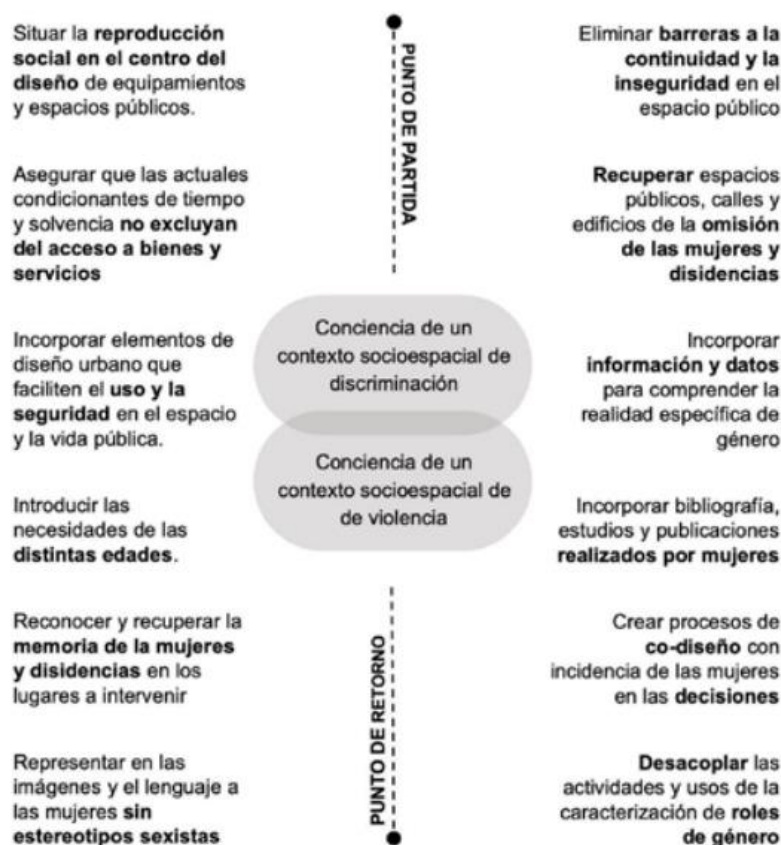 Situar la reproducción
social en el centro del
diseño de equipamientos
y espacios públicos.
Asegurar que las actuales
condicionantes de tiempo
y solvencia no excluyan
del acceso a bienes y
servicios
Incorporar elementos de
diseño urbano que
faciliten el uso y la
seguridad en el espacio
y la vida pública.
Introducir las
necesidades de las
distintas edades.
Reconocer y recuperar la
memoria de la mujeres
y disidencias en los
lugares a intervenir
Representar en las
imágenes y el lenguaje a
las mujeres sin
estereotipos sexistas
PUNTO DE PARTIDA
Conciencia de un
contexto socioespacial de
discriminación
Conciencia de un
contexto socioespacial de
de violencia
PUNTO DE RETORNO
Eliminar barreras a la
continuidad y la
inseguridad en el
espacio público
Recuperar espacios
públicos, calles y
edificios de la omisión
de las mujeres y
disidencias
Incorporar
información y datos
para comprender la
realidad específica de
género
Incorporar bibliografía,
estudios y publicaciones
realizados por mujeres
Crear procesos de
co-diseño con
incidencia de las mujeres
en las decisiones
Desacoplar las
actividades y usos de la
caracterización de roles
de género